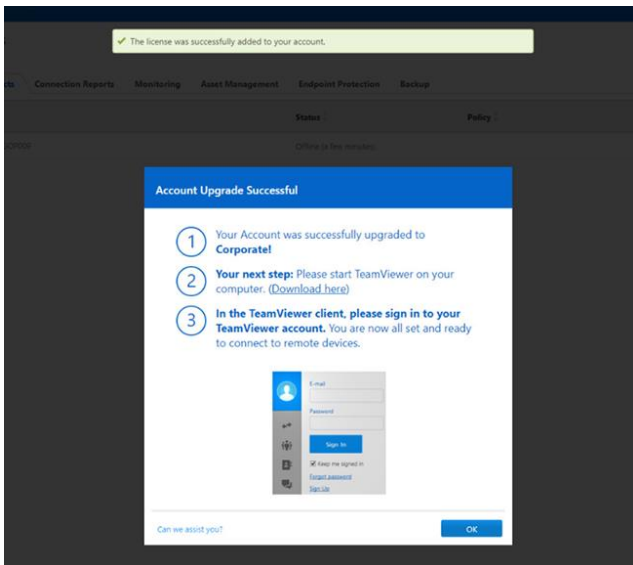 The license was successfully added to your account.
cts Connection Reports Monitoring Asset Management Endpoint Protection Backup
Status Policy
Offline (a few minutes)
Account Upgrade Successful
1 Your Account was successfully upgraded to
Corporate!
2 Your next step: Please start TeamViewer on your
computer. (Download here)
3 In the TeamViewer client, please sign in to your
TeamViewer account. You are now all set and ready
to connect to remote devices.
E-mail
Password
Sign In
Keep me signed in
Forgot password
Sign Up
Can we assist you? OK